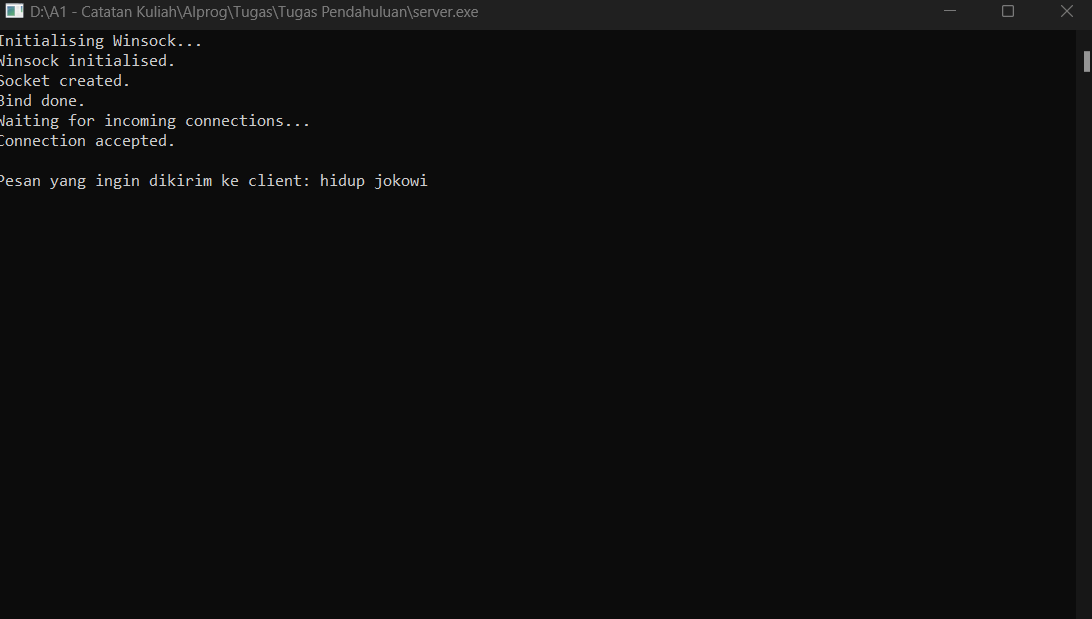 D:\A1 - Catatan Kuliah\Alprog\Tugas\Tugas Pendahuluan\server.exe
Initialising Winsock...
Winsock initialised.
Socket created.
Bind done.
Waiting for incoming connections...
Connection accepted.
Pesan yang ingin dikirim ke client: hidup jokowi